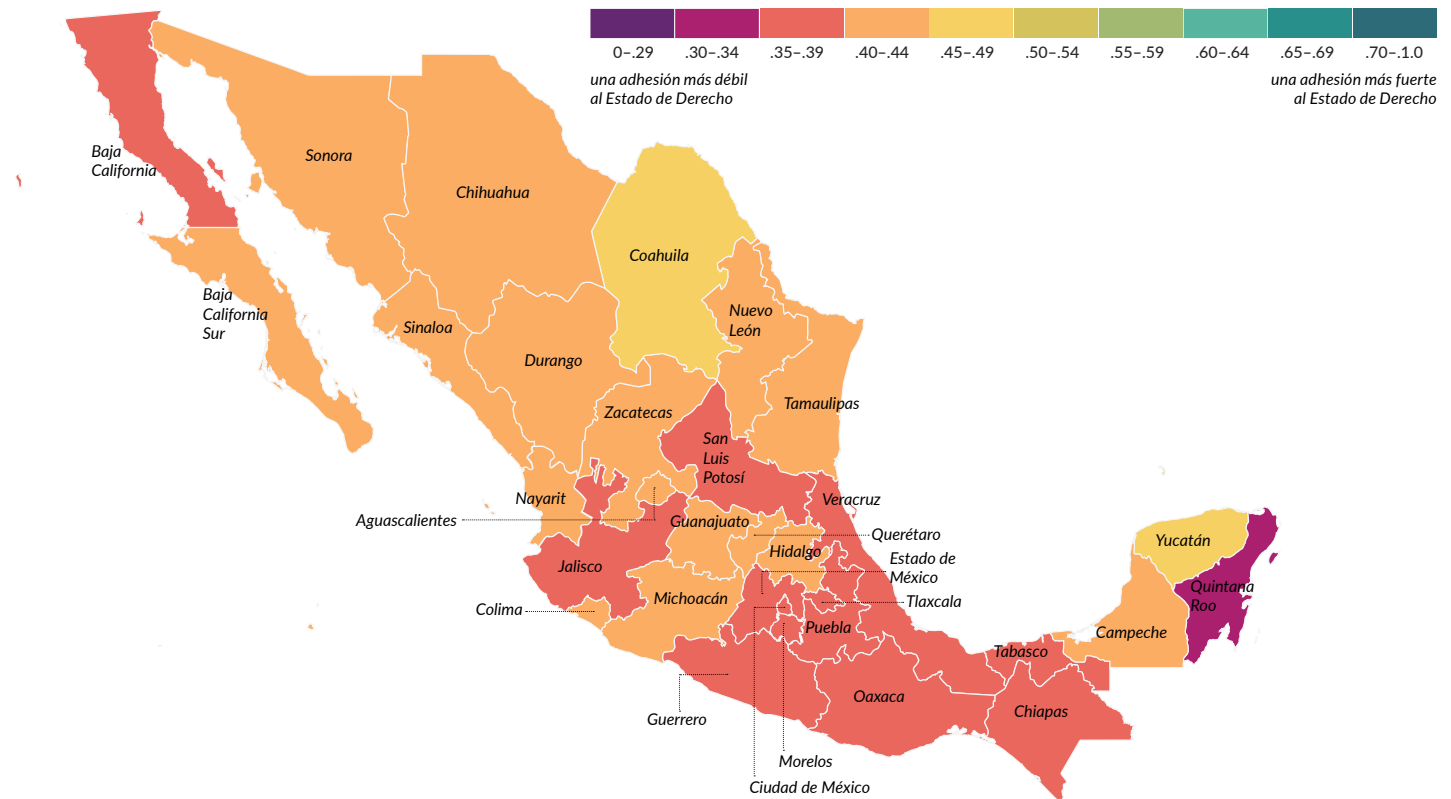 0–.29
.30–.34
.35–.39
.40–.44
.45–.49
.50–.54
.55–.59
.60–.64
.65–.69
.70–1.0
una adhesión más débil
al Estado de Derecho
una adhesión más fuerte
al Estado de Derecho
Baja
California
Sonora
Chihuahua
Coahuila
Baja
California
Sur
Sinaloa
Nuevo
León
Durango
Zacatecas
Tamaulipas
San
Luis
Potosí
Nayarit
Veracruz
Aguascalientes
Guanajuato
Querétaro
Hidalgo
Estado de
México
Yucatán
Jalisco
Quintana
Roo
Colima
Michoacán
Tlaxcala
Puebla
Campeche
Tabasco
Oaxaca
Chiapas
Guerrero
Morelos
Ciudad de México